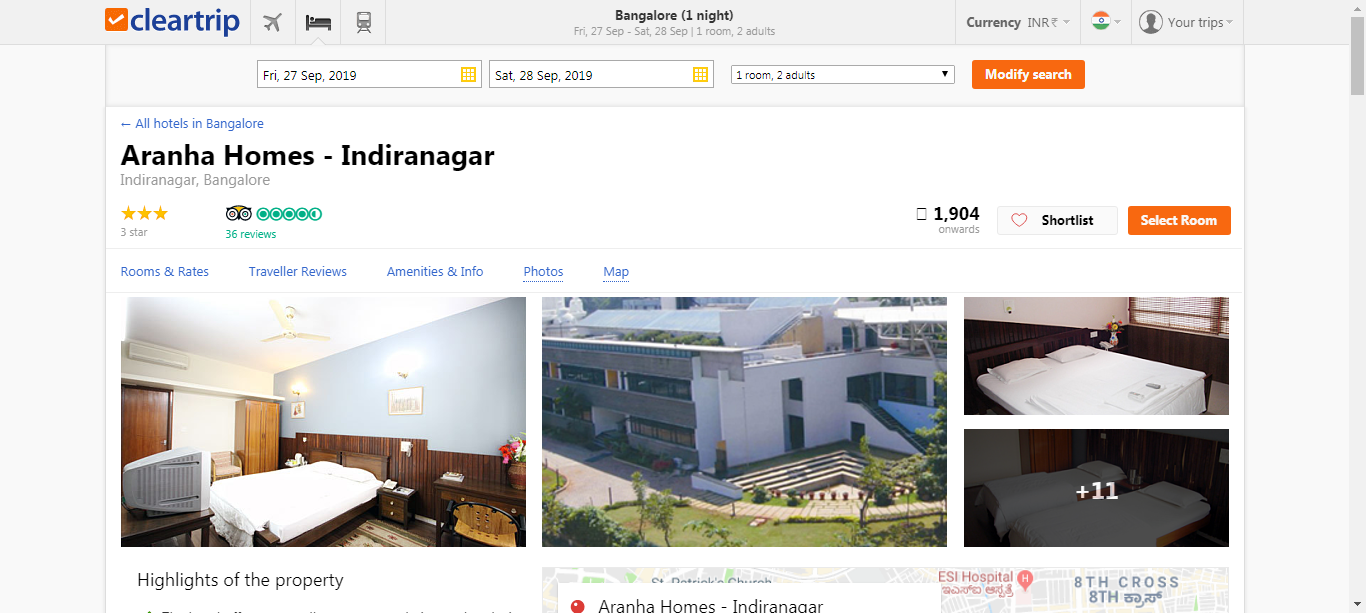 cleartrip
Bangalore (1 night)
Fri, 27 Sep - Sat, 28 Sep | 1 room, 2 adults
Currency INR₹
Your trips
Fri, 27 Sep, 2019
Sat, 28 Sep, 2019
1 room, 2 adults
Modify search
← All hotels in Bangalore
Aranha Homes - Indiranagar
Indiranagar, Bangalore
3 star
36 reviews
1,904
onwards
Shortlist
Select Room
Rooms & Rates
Traveller Reviews
Amenities & Info
Photos
Map
+11
Highlights of the property
St. Patrick's Church
Aranha Homes - Indiranagar
ESI Hospital
H
ಇಎಸ್ಐ ಆಸ್ಪತ್ರೆ
8TH CROSS
8TH ಕ್ರಾಸ್